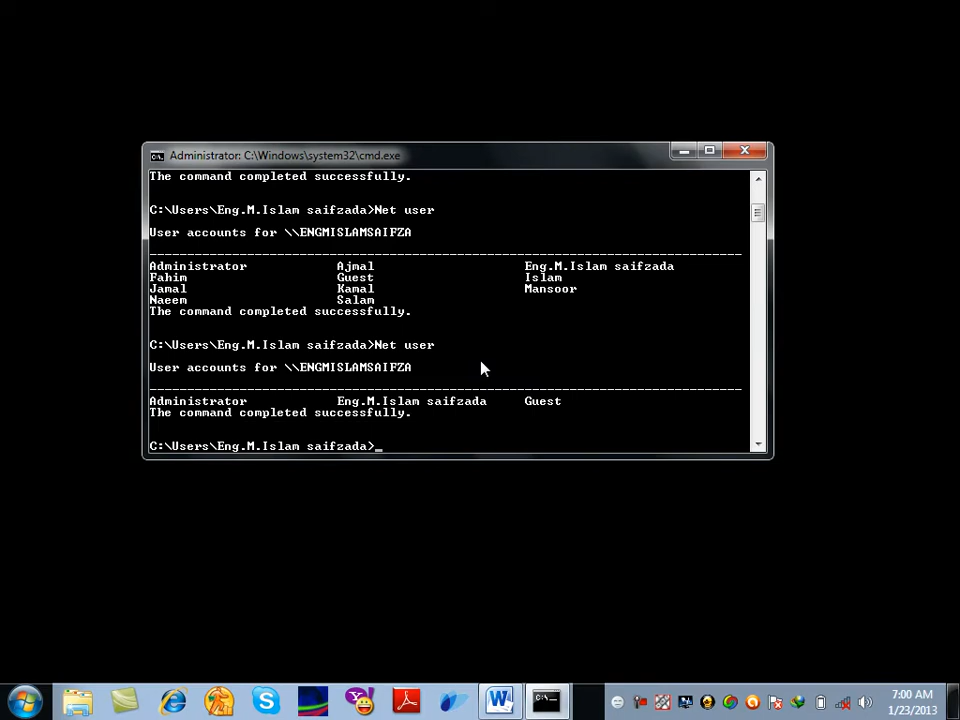 Administrator: C:\Windows\system32\cmd.exe
The command completed successfully.
C:\Users\Eng.M.Islam saifzada>Net user
User accounts for \\ENGMISLAMSAIFZA
-------------------------------------------------------------------------------
Administrator Ajmal Eng.M.Islam saifzada
Fahim Guest Islam
Jamal Kamal Mansoor
Naeem Salam
The command completed successfully.
C:\Users\Eng.M.Islam saifzada>Net user
User accounts for \\ENGMISLAMSAIFZA
-------------------------------------------------------------------------------
Administrator Eng.M.Islam saifzada Guest
The command completed successfully.
C:\Users\Eng.M.Islam saifzada>_
7:00 AM
1/23/2013